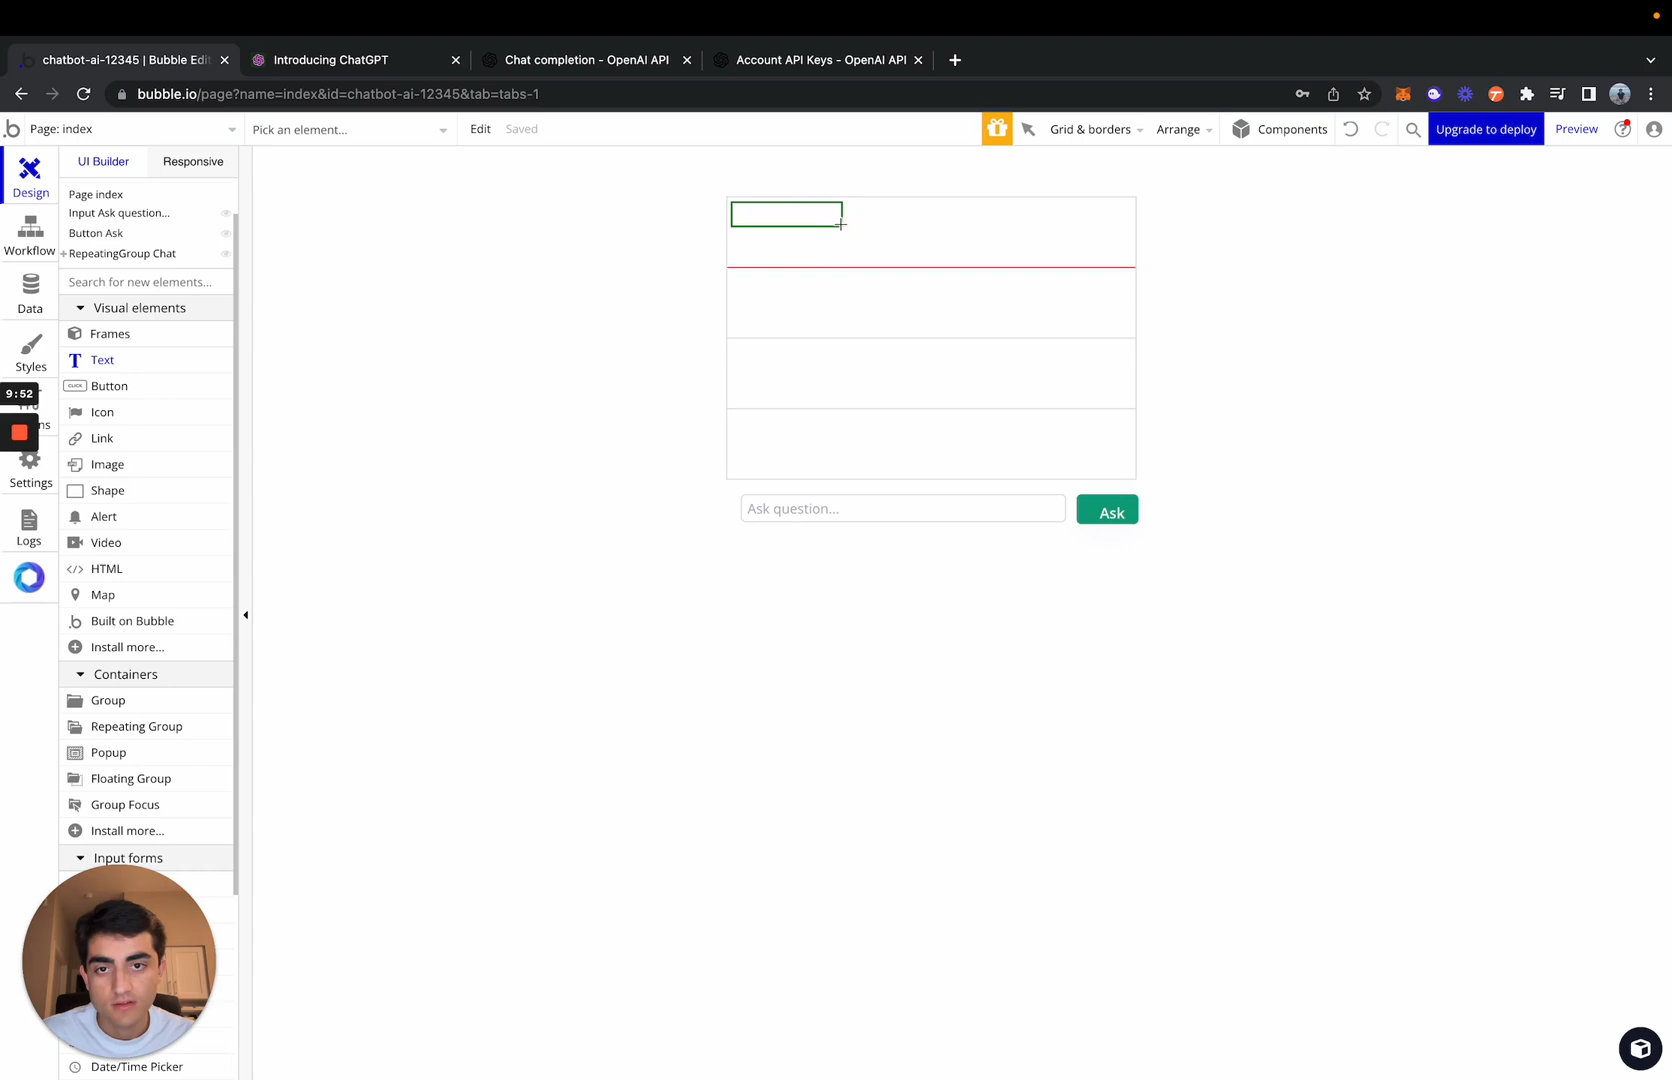 chatbot-ai-12345 | Bubble Edit
Introducing ChatGPT
Chat completion - OpenAI API
Account API Keys - OpenAI API
bubble.io/page?name=index&id=chatbot-ai-12345&tab=tabs-1
Page: index
Pick an element...
Edit
Saved
Grid & borders
Arrange
Components
Upgrade to deploy
Preview
UI Builder
Responsive
Design
Workflow
Data
Styles
9:52
ns
Settings
Logs
Page index
Input Ask question...
Button Ask
RepeatingGroup Chat
Search for new elements...
Visual elements
Frames
Text
CLICK Button
Icon
Link
Image
Shape
Alert
Video
HTML
Map
Built on Bubble
Install more...
Containers
Group
Repeating Group
Popup
Floating Group
Group Focus
Install more...
Input forms
Date/Time Picker
Ask question...
Ask